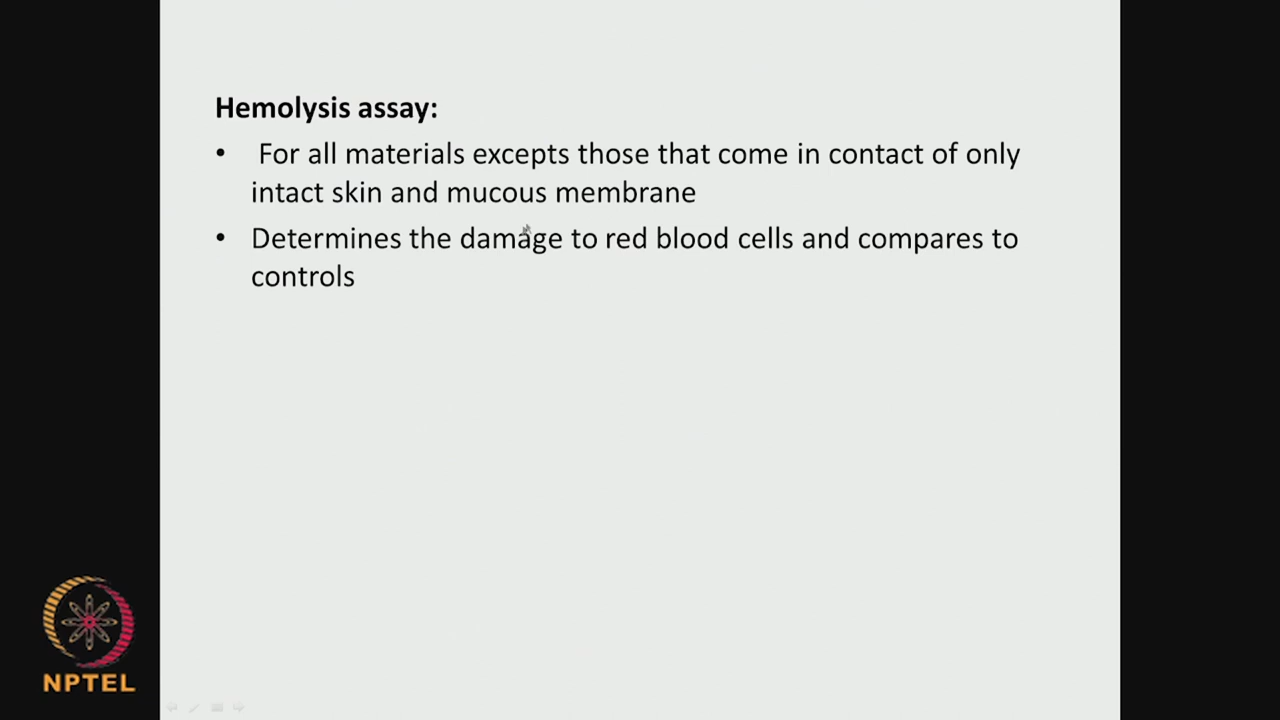 Hemolysis assay:
• For all materials excepts those that come in contact of only
intact skin and mucous membrane
• Determines the damage to red blood cells and compares to
controls
NPTEL